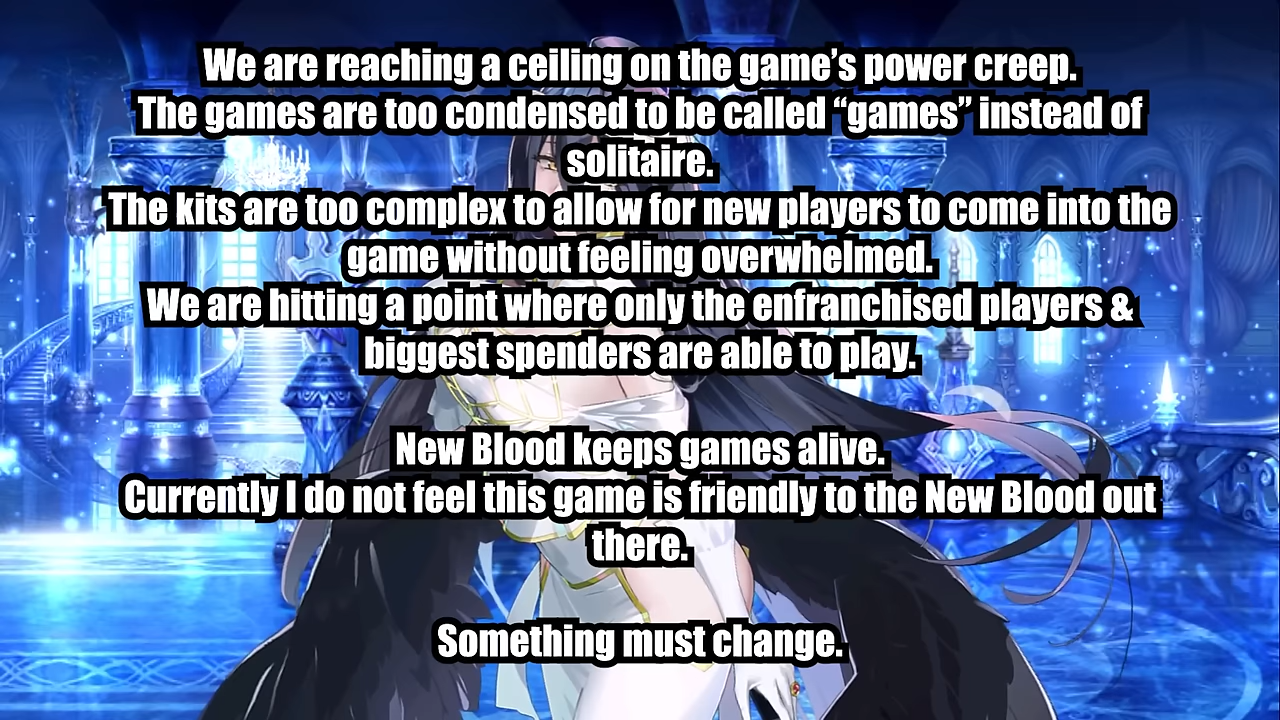 We are reaching a ceiling on the game’s power creep.
The games are too condensed to be called “games” instead of
solitaire.
The kits are too complex to allow for new players to come into the
game without feeling overwhelmed.
We are hitting a point where only the enfranchised players &
biggest spenders are able to play.
New Blood keeps games alive.
Currently I do not feel this game is friendly to the New Blood out
there.
Something must change.